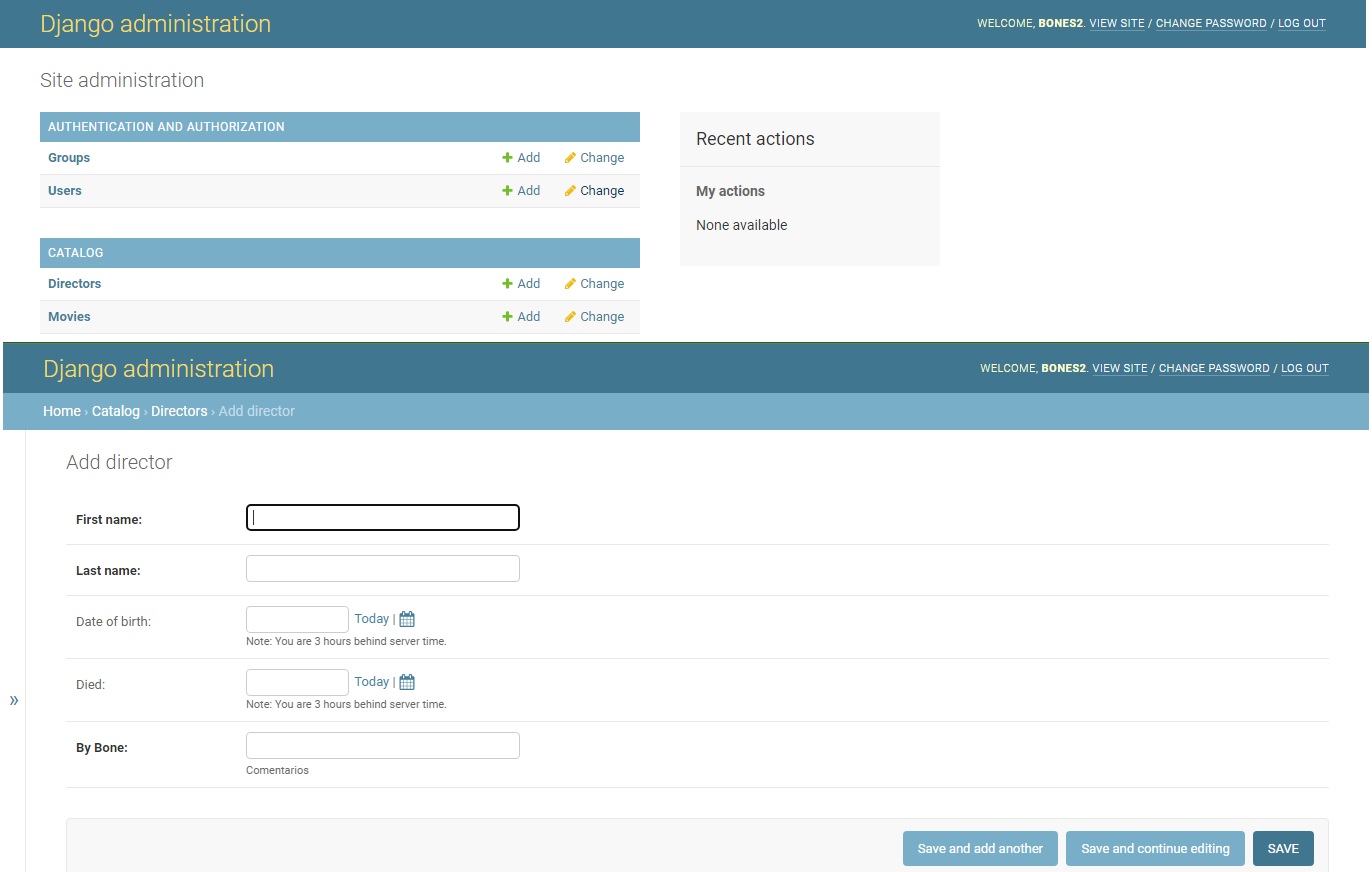 Django administration
WELCOME, BONES2. VIEW SITE / CHANGE PASSWORD / LOG OUT
Site administration
AUTHENTICATION AND AUTHORIZATION
Groups Add Change
Users Add Change
CATALOG
Directors Add Change
Movies Add Change
Recent actions
My actions
None available
Django administration
WELCOME, BONES2. VIEW SITE / CHANGE PASSWORD / LOG OUT
Home › Catalog › Directors › Add director
Add director
First name:
Last name:
Date of birth: Today |
Note: You are 3 hours behind server time.
Died: Today |
Note: You are 3 hours behind server time.
»
By Bone:
Comentarios
Save and add another Save and continue editing SAVE